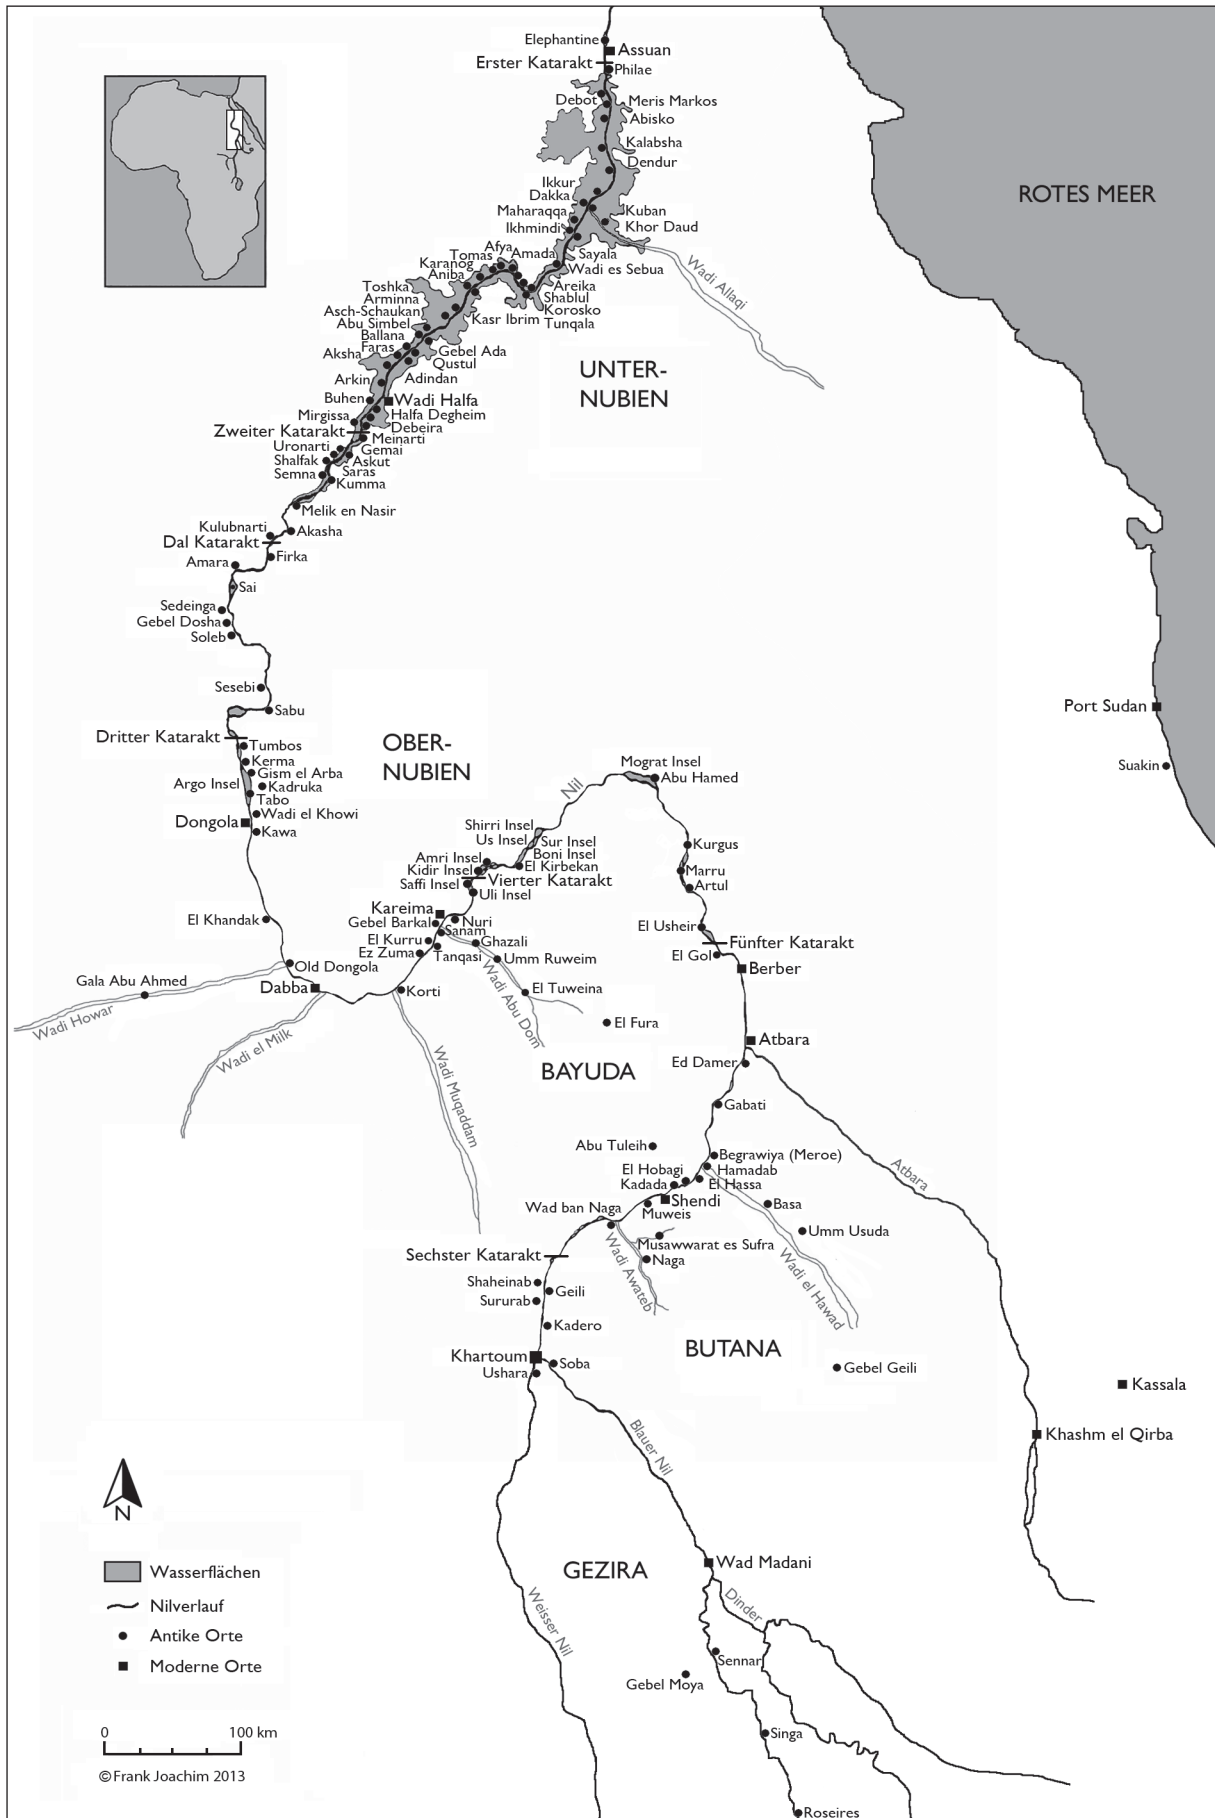 Elephantine
Assuan
Erster Katarakt
Philae
Debot
Meris Markos
Abisko
Kalabsha
Dendur
ROTES MEER
Ikkur
Dakka
Maharaqqa
Kuban
Ikhmindi
Khor Daud
Afya
Amada
Sayala
Tomas
Wadi es Sebua
Wadi Allaqi
Karanog
Aniba
Toshka
Areika
Arminna
Shablul
Asch-Schaukan
Kasr Ibrim
Korosko
Abu Simbel
Tunqala
Ballana
Faras
Aksha
Gebel Ada
Qustul
UNTER-
NUBIEN
Arkin
Adindan
Buhen
Wadi Halfa
Mirgissa
Halfa Degheim
Zweiter Katarakt
Debeira
Meinarti
Uronarti
Gemai
Shalfak
Askut
Semna
Saras
Kumma
Melik en Nasir
Kulubnarti
Akasha
Dal Katarakt
Firka
Amara
Sai
Sedeinga
Gebel Dosha
Soleb
Sesebi
Sabu
Port Sudan
Dritter Katarakt
Tumbos
OBER-
NUBIEN
Kerma
Gism el Arba
Argo Insel
Kadruka
Tabo
Wadi el Khowi
Dongola
Kawa
Mograt Insel
Abu Hamed
Suakin
Nil
Shirri Insel
Us Insel
Sur Insel
Boni Insel
Kurgus
Amri Insel
El Kirbekan
Kidir Insel
Vierter Katarakt
Marru
Saffi Insel
Uli Insel
Artul
Kareima
El Khandak
Gebel Barkal
Nuri
El Usheir
Sanam
El Kurru
Ghazali
Fünfter Katarakt
Ez Zuma
Tanqasi
Umm Ruweim
El Gol
Old Dongola
Berber
Gala Abu Ahmed
Dabba
Korti
El Tuweina
Wadi Howar
Wadi el Milk
Wadi Abu Dom
El Fura
Wadi Muqaddam
Atbara
BAYUDA
Ed Damer
Gabati
Abu Tuleih
Begrawiya (Meroe)
El Hobagi
Hamadab
Kadada
El Hassa
Atbara
Shendi
Wad ban Naga
Muweis
Basa
Musawwarat es Sufra
Umm Usuda
Sechster Katarakt
Naga
Wadi Awateb
Wadi el Hawad
Shaheinab
Geili
Sururab
Kadero
BUTANA
Khartoum
Soba
Ushara
Gebel Geili
Kassala
Khashm el Qirba
Blauer Nil
N
GEZIRA
Wad Madani
Wasserflächen
Nilverlauf
Antike Orte
Moderne Orte
Weisser Nil
Dinder
Sennar
Gebel Moya
Singa
Roseires
0 100 km
© Frank Joachim 2013